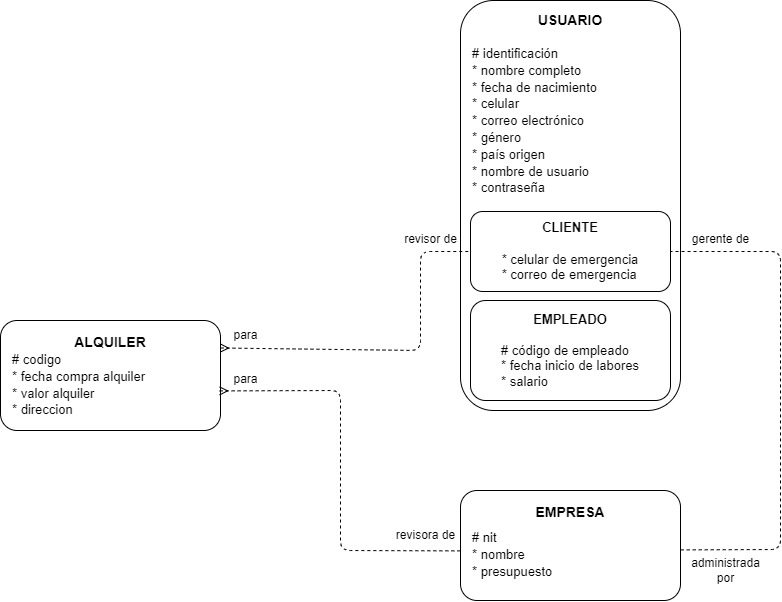 USUARIO
# identificación
* nombre completo
* fecha de nacimiento
* celular
* correo electrónico
* género
* país origen
* nombre de usuario
* contraseña
CLIENTE
* celular de emergencia
* correo de emergencia
revisor de
gerente de
EMPLEADO
# código de empleado
* fecha inicio de labores
* salario
para
ALQUILER
# codigo
* fecha compra alquiler
* valor alquiler
* direccion
para
EMPRESA
# nit
* nombre
* presupuesto
revisora de
administrada
por